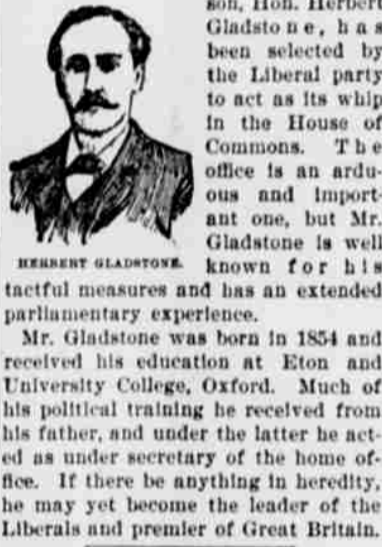 son, Hon. Herbert
Gladstone, has
been selected by
the Liberal party
to act as its whip
in the House of
Commons. The
office is an ardu-
ous and import-
ant one, but Mr.
Gladstone is well
known for his
HERBERT GLADSTONE.
tactful measures and has an extended
parliamentary experience.
Mr. Gladstone was born in 1854 and
received his education at Eton and
University College, Oxford. Much of
his political training he received from
his father, and under the latter he act-
ed as under secretary of the home of-
fice. If there be anything in heredity,
he may yet become the leader of the
Liberals and premier of Great Britain.